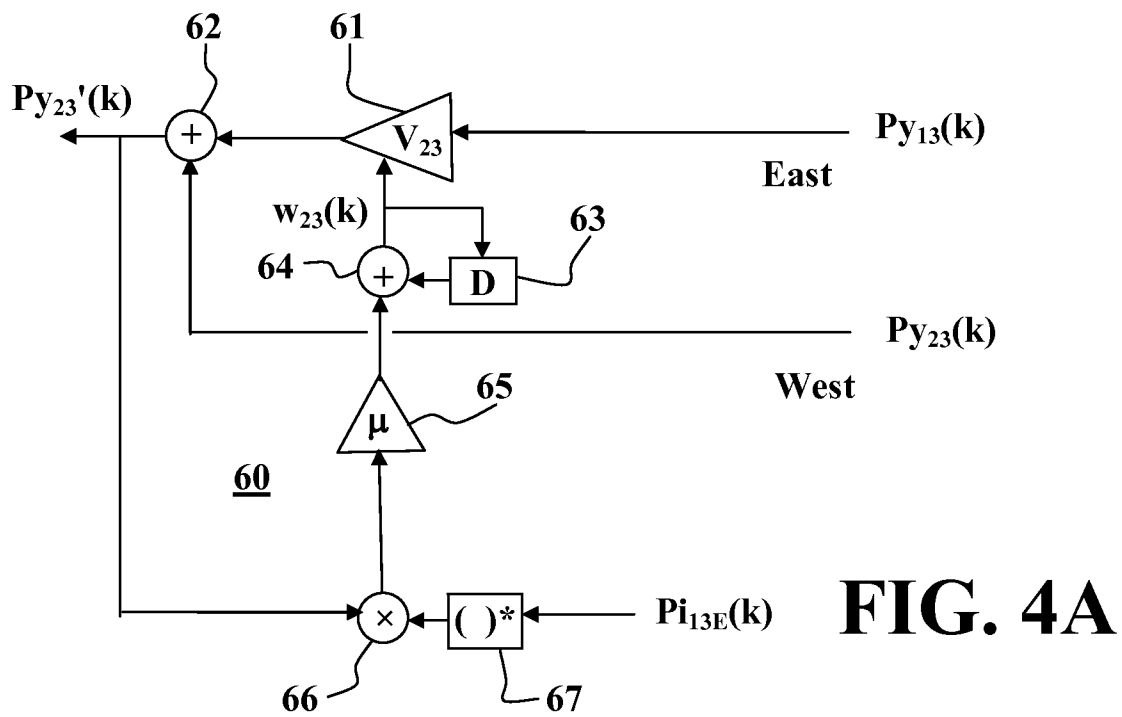 62
61
Py₂₃'(k)
+
V₂₃
Py₁₃(k)
East
w₂₃(k)
63
64
+
D
Py₂₃(k)
West
65
μ
60
×
( )*
Pi₁₃E(k)
66
67
FIG. 4A